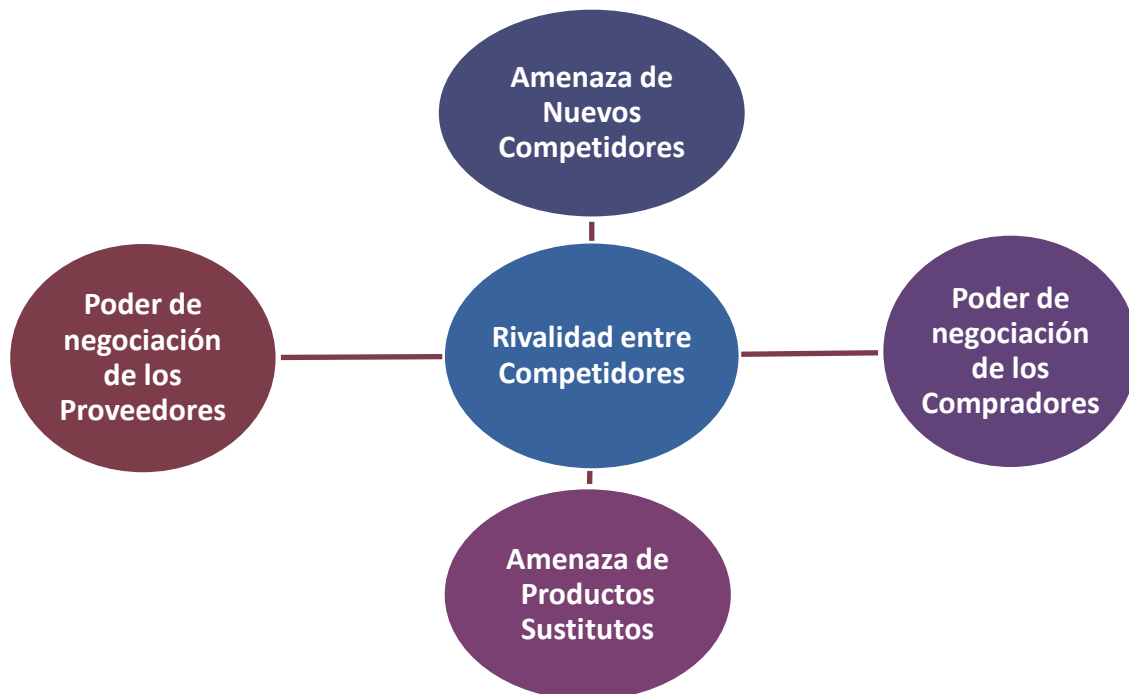 Amenaza de
Nuevos
Competidores
Poder de
negociación
de los
Proveedores
Rivalidad entre
Competidores
Poder de
negociación
de los
Compradores
Amenaza de
Productos
Sustitutos